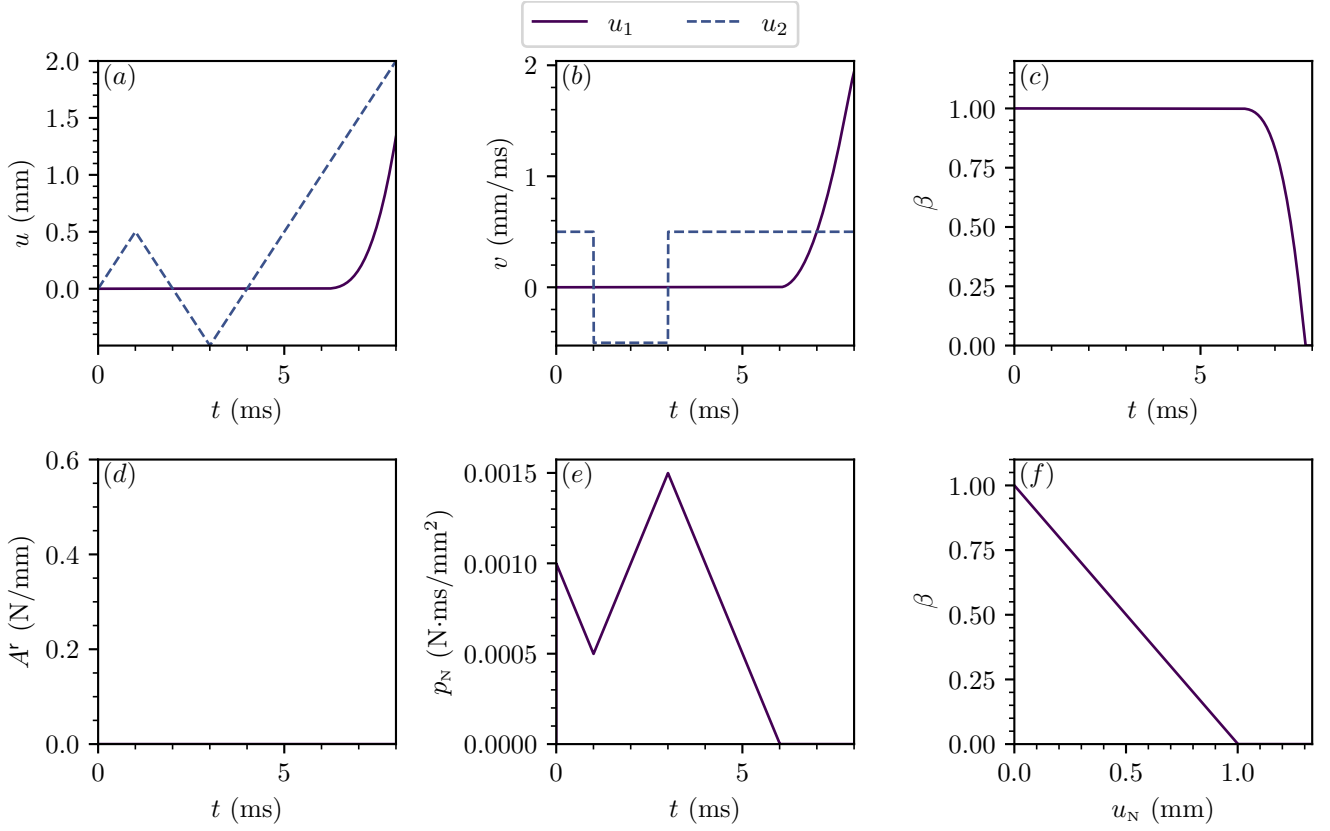 u₁ u₂
(a)
2.0
1.5
1.0
0.5
0.0
u (mm)
0 5
t (ms)
(b)
2
1
0
v (mm/ms)
0 5
t (ms)
(c)
1.00
0.75
0.50
0.25
0.00
β
0 5
t (ms)
(d)
0.6
0.4
0.2
0.0
Aʳ (N/mm)
0 5
t (ms)
(e)
0.0015
0.0010
0.0005
0.0000
p_N (N·ms/mm²)
0 5
t (ms)
(f)
1.00
0.75
0.50
0.25
0.00
β
0.0 0.5 1.0
u_N (mm)